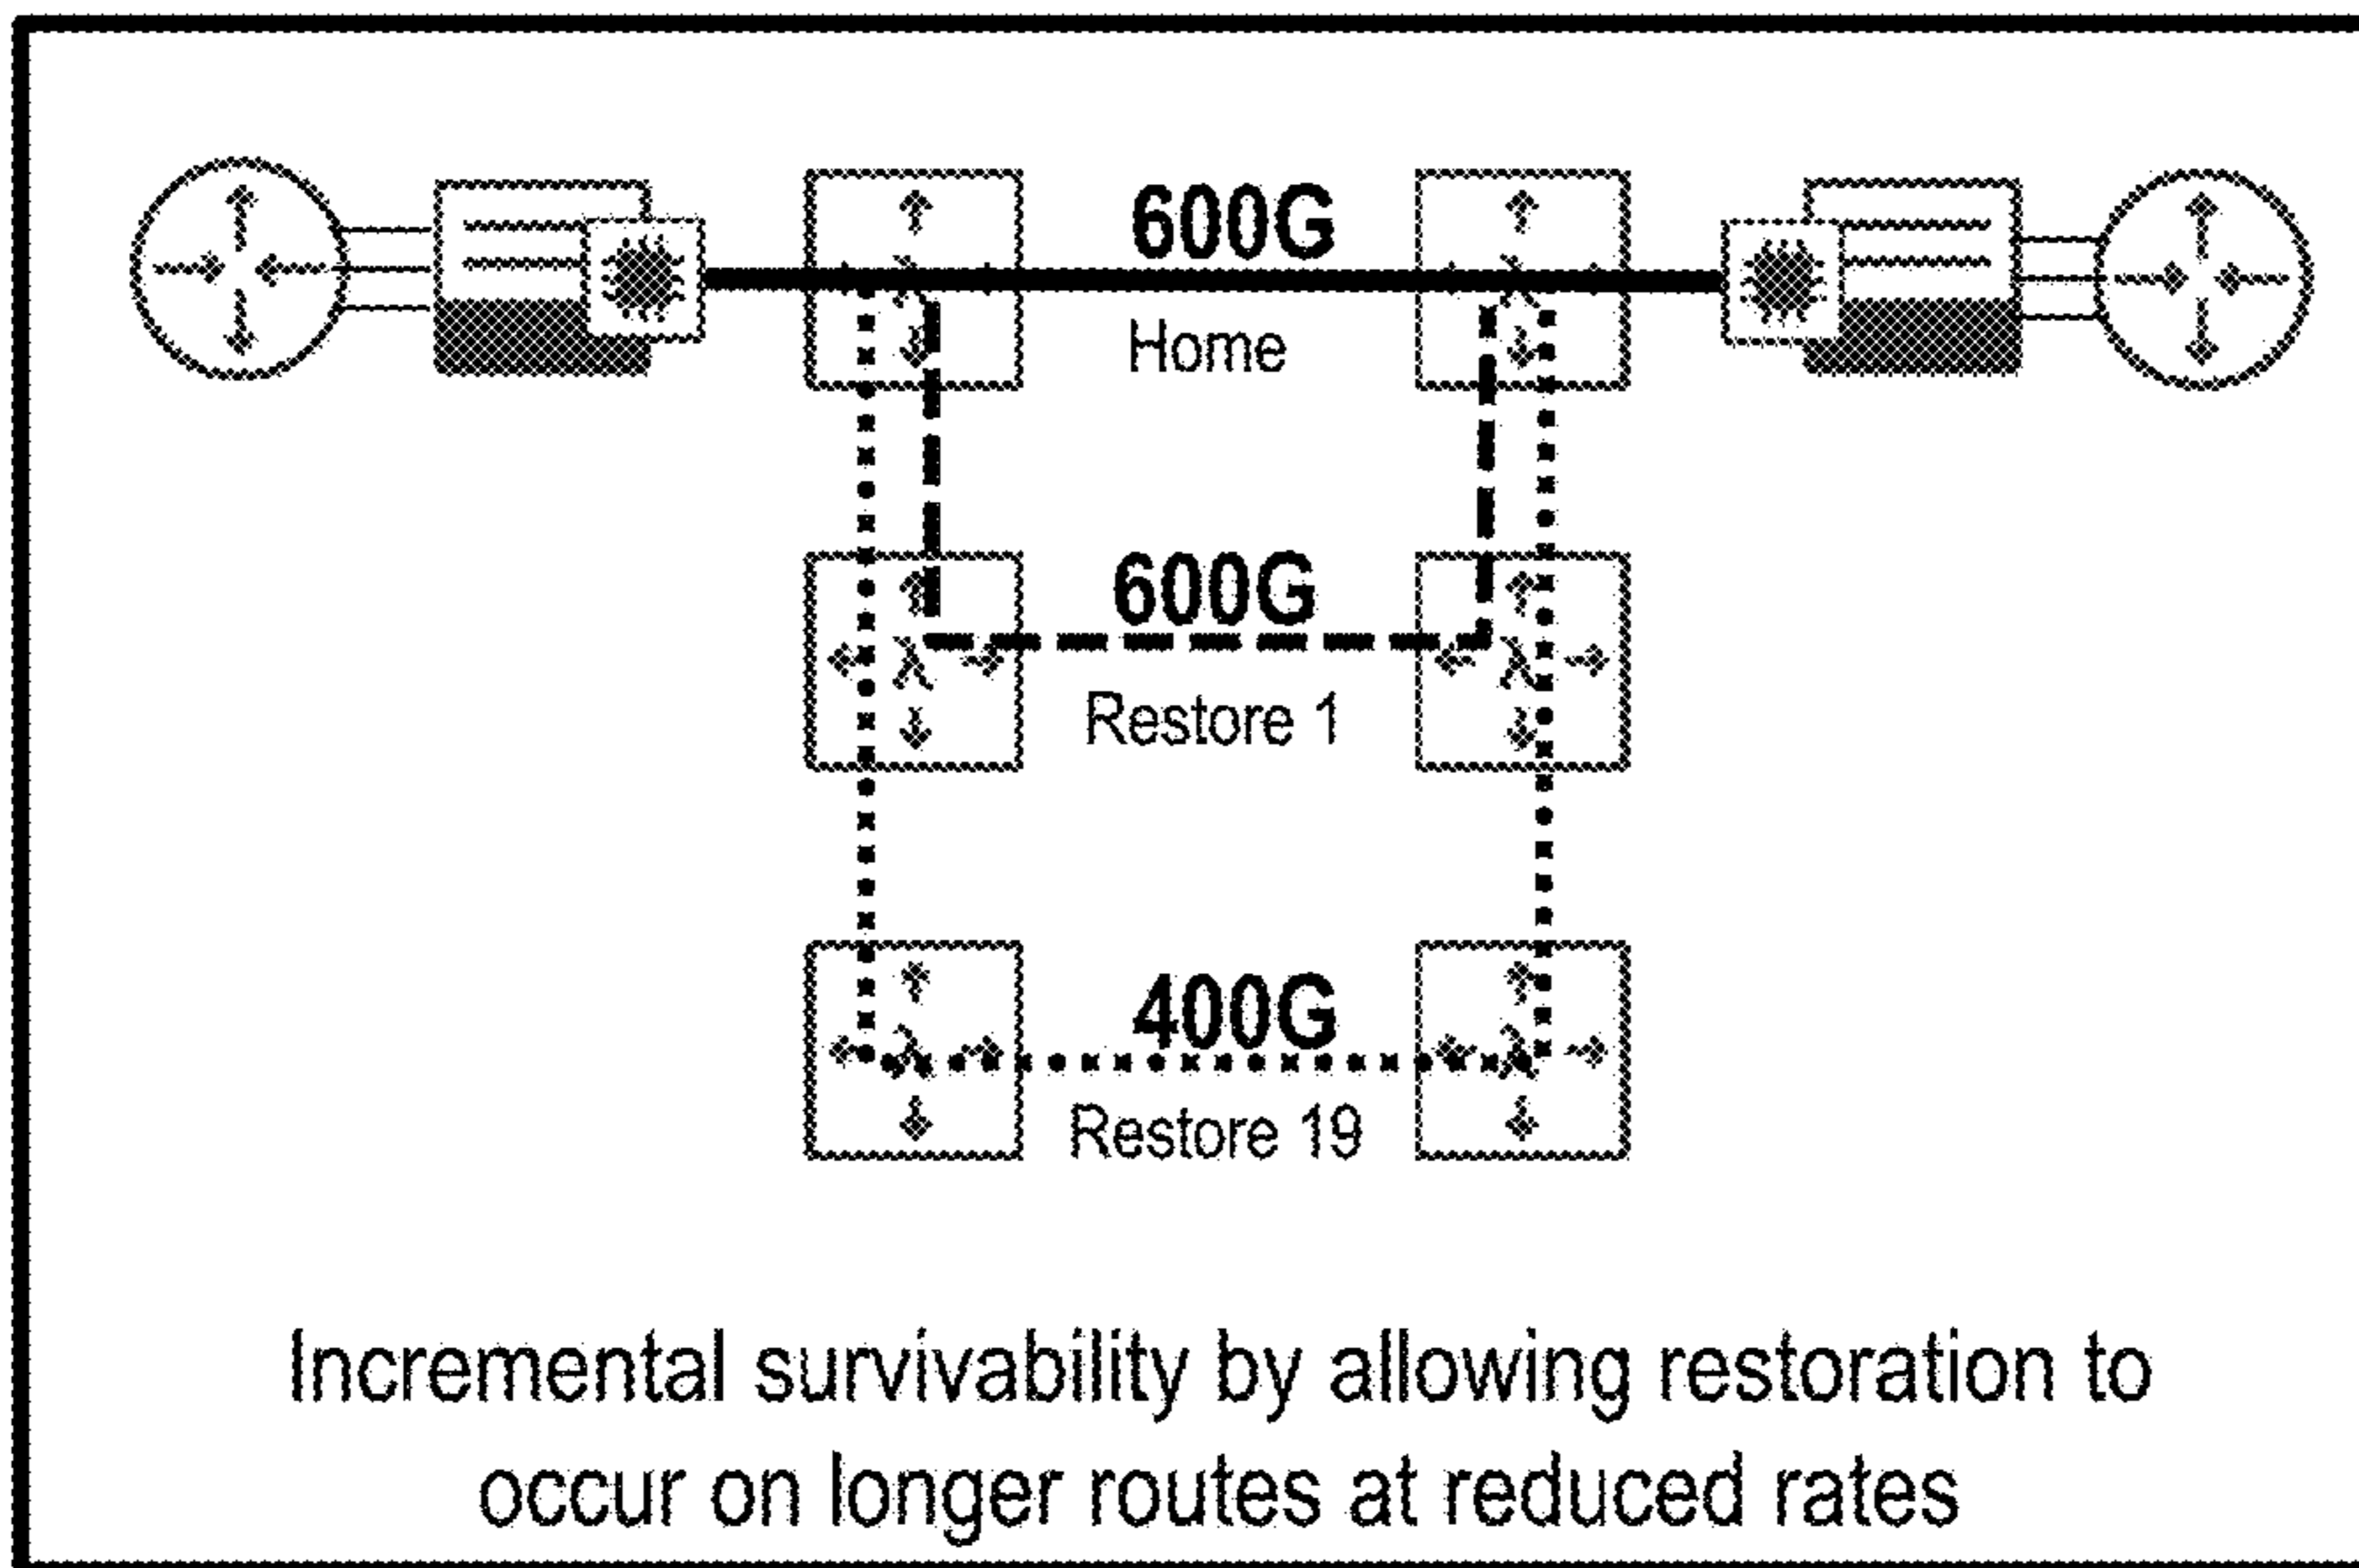 600G
Home
600G
λ
λ
Restore 1
400G
Restore 19
Incremental survivability by allowing restoration to
occur on longer routes at reduced rates